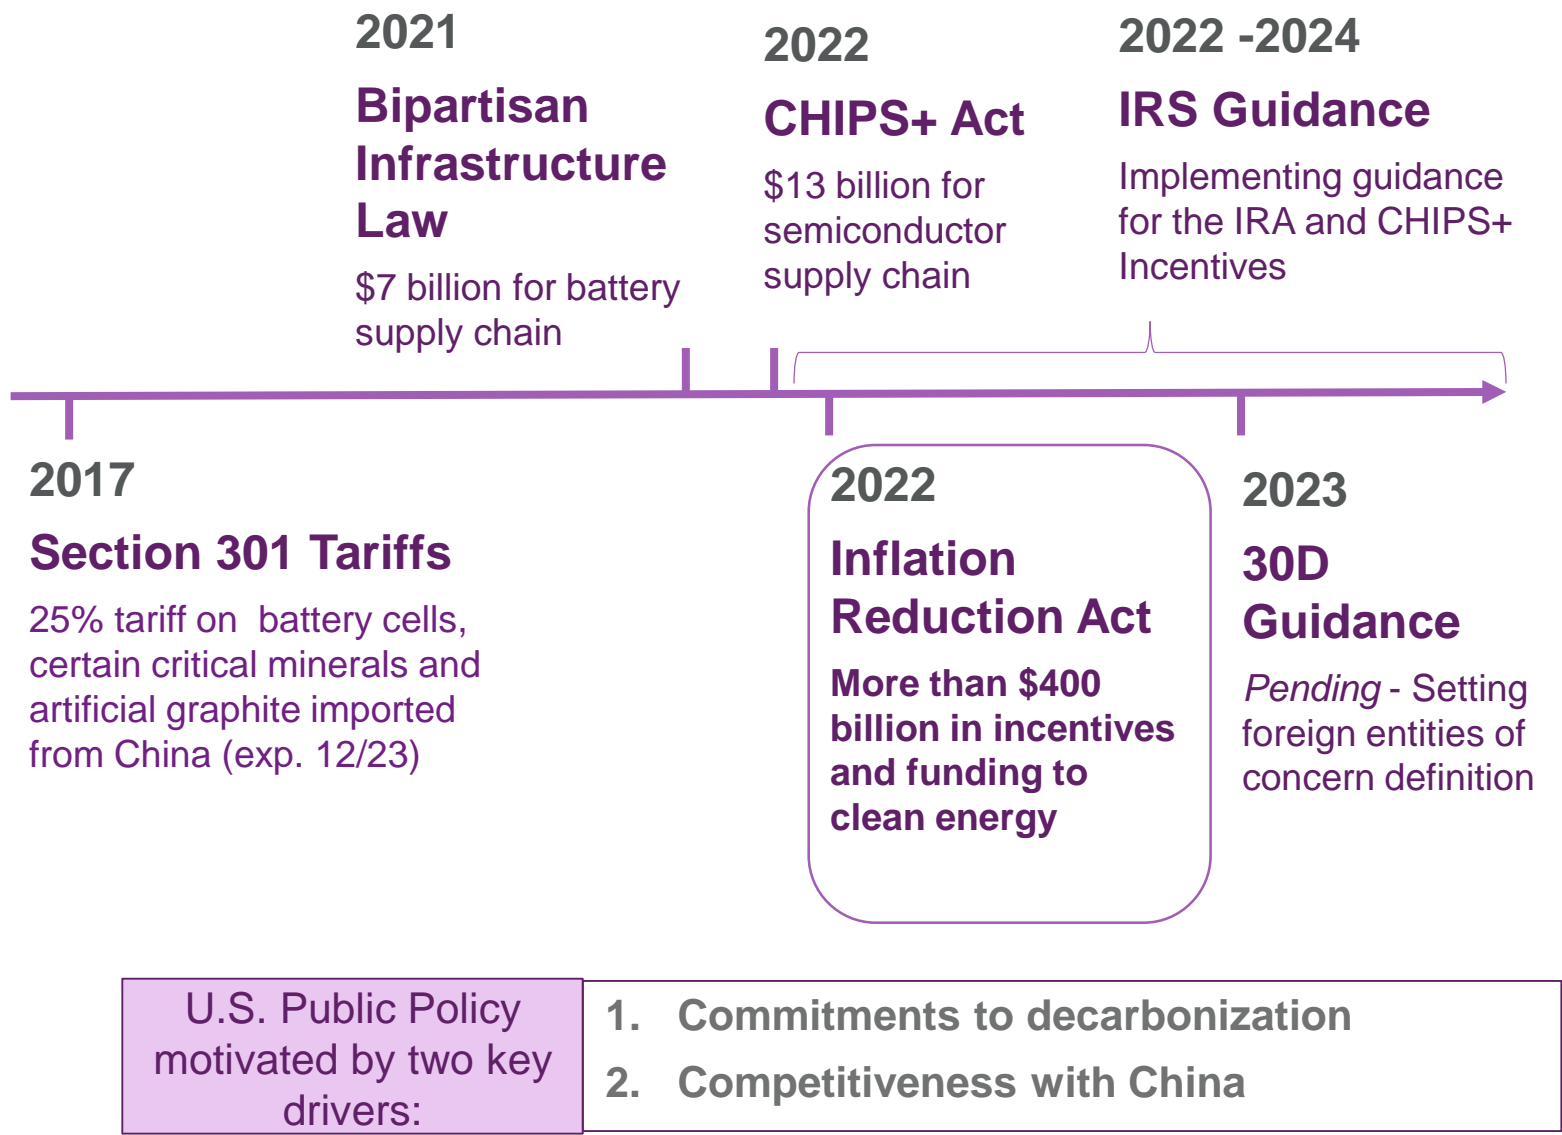 2021
Bipartisan
Infrastructure
Law
$7 billion for battery
supply chain
2022
CHIPS+ Act
$13 billion for
semiconductor
supply chain
2022 -2024
IRS Guidance
Implementing guidance
for the IRA and CHIPS+
Incentives
2017
Section 301 Tariffs
25% tariff on  battery cells,
certain critical minerals and
artificial graphite imported
from China (exp. 12/23)
2022
Inflation
Reduction Act
More than $400
billion in incentives
and funding to
clean energy
2023
30D
Guidance
Pending - Setting
foreign entities of
concern definition
U.S. Public Policy
motivated by two key
drivers:
1. Commitments to decarbonization
2. Competitiveness with China